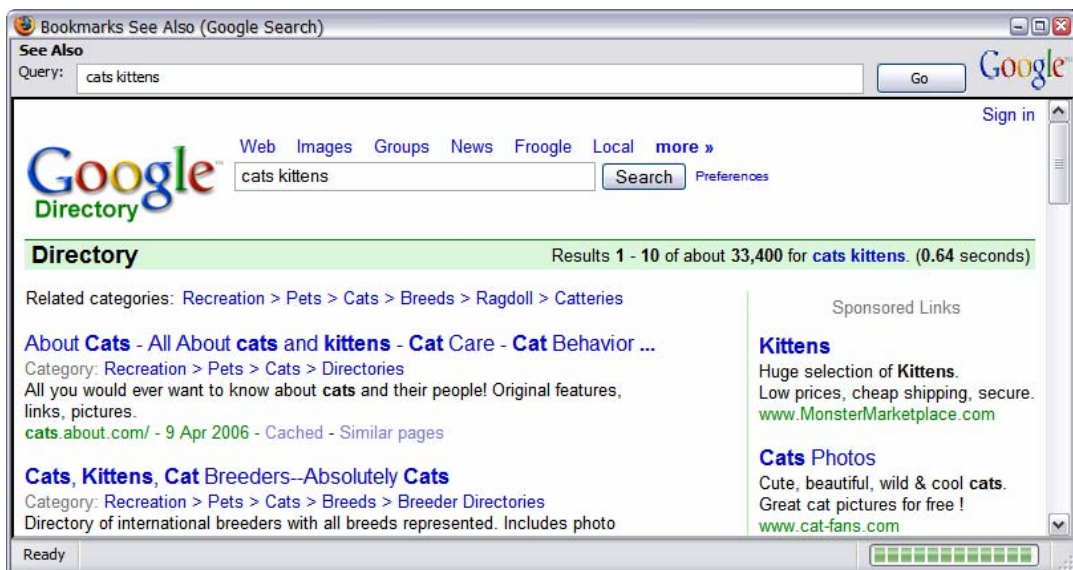 Bookmarks See Also (Google Search)
See Also
Query: cats kittens Go Google
Sign in
Google™ Directory
Web Images Groups News Froogle Local more »
cats kittens Search Preferences
Directory Results 1 - 10 of about 33,400 for cats kittens. (0.64 seconds)
Related categories: Recreation > Pets > Cats > Breeds > Ragdoll > Catteries
About Cats - All About cats and kittens - Cat Care - Cat Behavior ...
Category: Recreation > Pets > Cats > Directories
All you would ever want to know about cats and their people! Original features,
links, pictures.
cats.about.com/ - 9 Apr 2006 - Cached - Similar pages
Cats, Kittens, Cat Breeders--Absolutely Cats
Category: Recreation > Pets > Cats > Breeds > Breeder Directories
Directory of international breeders with all breeds represented. Includes photo
Sponsored Links
Kittens
Huge selection of Kittens.
Low prices, cheap shipping, secure.
www.MonsterMarketplace.com
Cats Photos
Cute, beautiful, wild & cool cats.
Great cat pictures for free !
www.cat-fans.com
Ready